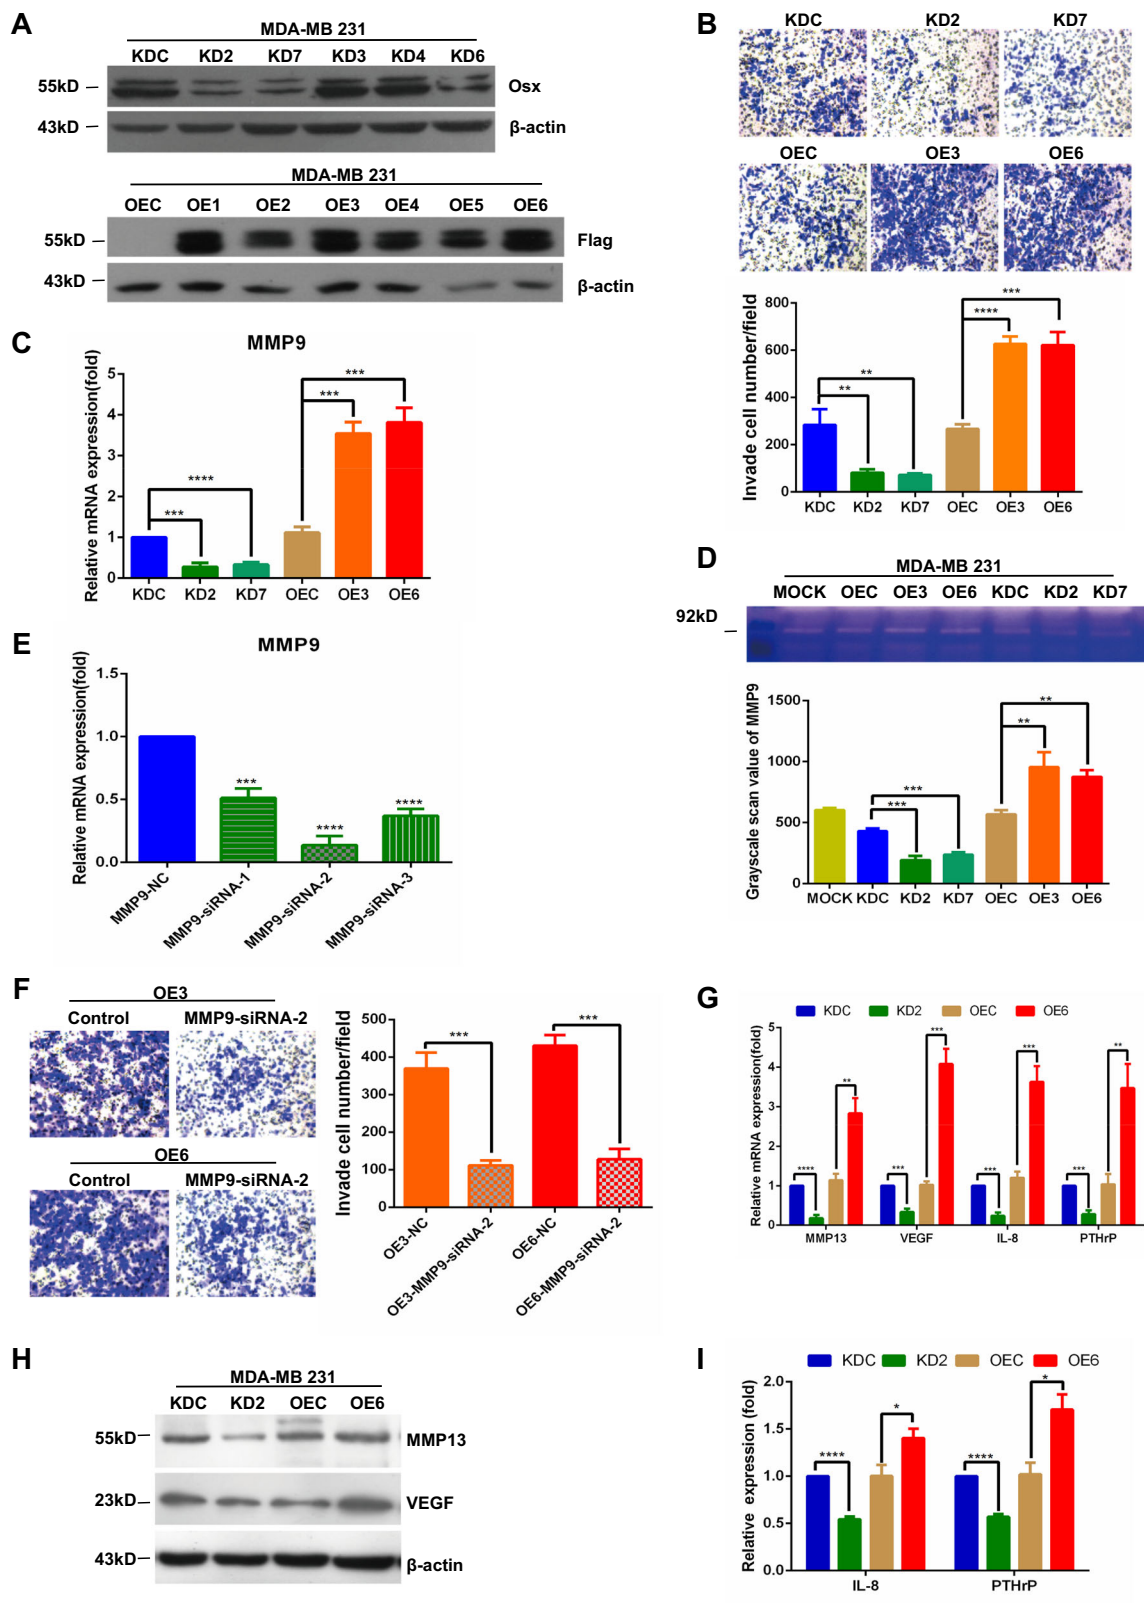 A
MDA-MB 231
KDC KD2 KD7 KD3 KD4 KD6
55kD Osx
43kD β-actin
MDA-MB 231
OEC OE1 OE2 OE3 OE4 OE5 OE6
55kD Flag
43kD β-actin
B
KDC KD2 KD7
OEC OE3 OE6
Invade cell number/field
800
600
400
200
0
** ** **** ***
KDC KD2 KD7 OEC OE3 OE6
C
MMP9
Relative mRNA expression(fold)
5
4
3
2
1
0
*** **** *** ***
KDC KD2 KD7 OEC OE3 OE6
D
MDA-MB 231
MOCK OEC OE3 OE6 KDC KD2 KD7
92kD
Grayscale scan value of MMP9
1500
1000
500
0
*** *** ** **
MOCK KDC KD2 KD7 OEC OE3 OE6
E
MMP9
Relative mRNA expression(fold)
1.5
1.0
0.5
0.0
*** **** ****
MMP9-NC
MMP9-siRNA-1
MMP9-siRNA-2
MMP9-siRNA-3
F
OE3
Control MMP9-siRNA-2
OE6
Control MMP9-siRNA-2
Invade cell number/field
500
400
300
200
100
0
*** ***
OE3-NC
OE3-MMP9-siRNA-2
OE6-NC
OE6-MMP9-siRNA-2
G
KDC KD2 OEC OE6
Relative mRNA expression(fold)
5
4
3
2
1
0
**** ** *** *** *** *** *** **
MMP13 VEGF IL-8 PTHrP
H
MDA-MB 231
KDC KD2 OEC OE6
55kD MMP13
23kD VEGF
43kD β-actin
I
KDC KD2 OEC OE6
Relative expression (fold)
2.0
1.5
1.0
0.5
0.0
**** * **** *
IL-8 PTHrP